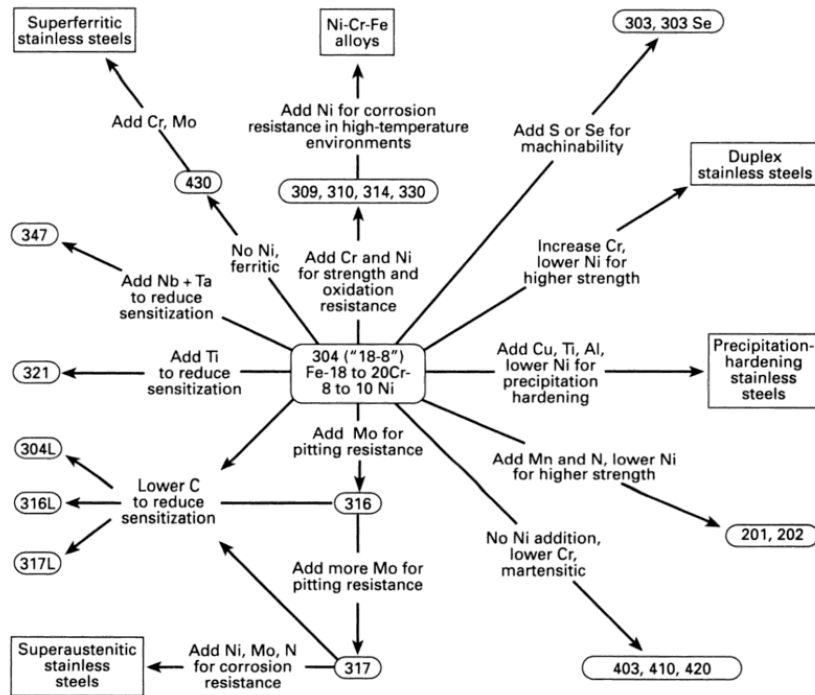 Superferritic
stainless steels
Ni-Cr-Fe
alloys
303, 303 Se
Add Cr, Mo
Add Ni for corrosion
resistance in high-temperature
environments
Add S or Se for
machinability
Duplex
stainless steels
430
309, 310, 314, 330
347
No Ni,
ferritic
Add Cr and Ni
for strength and
oxidation
resistance
Increase Cr,
lower Ni for
higher strength
Add Nb + Ta
to reduce
sensitization
321
Add Ti
to reduce
sensitization
304 ("18-8")
Fe-18 to 20Cr-
8 to 10 Ni
Add Cu, Ti, Al,
lower Ni for
precipitation
hardening
Precipitation-
hardening
stainless
steels
Add Mo for
pitting resistance
Add Mn and N, lower Ni
for higher strength
304L
316L
317L
Lower C
to reduce
sensitization
316
201, 202
No Ni addition,
lower Cr,
martensitic
Add more Mo for
pitting resistance
Superaustenitic
stainless
steels
Add Ni, Mo, N
for corrosion
resistance
317
403, 410, 420